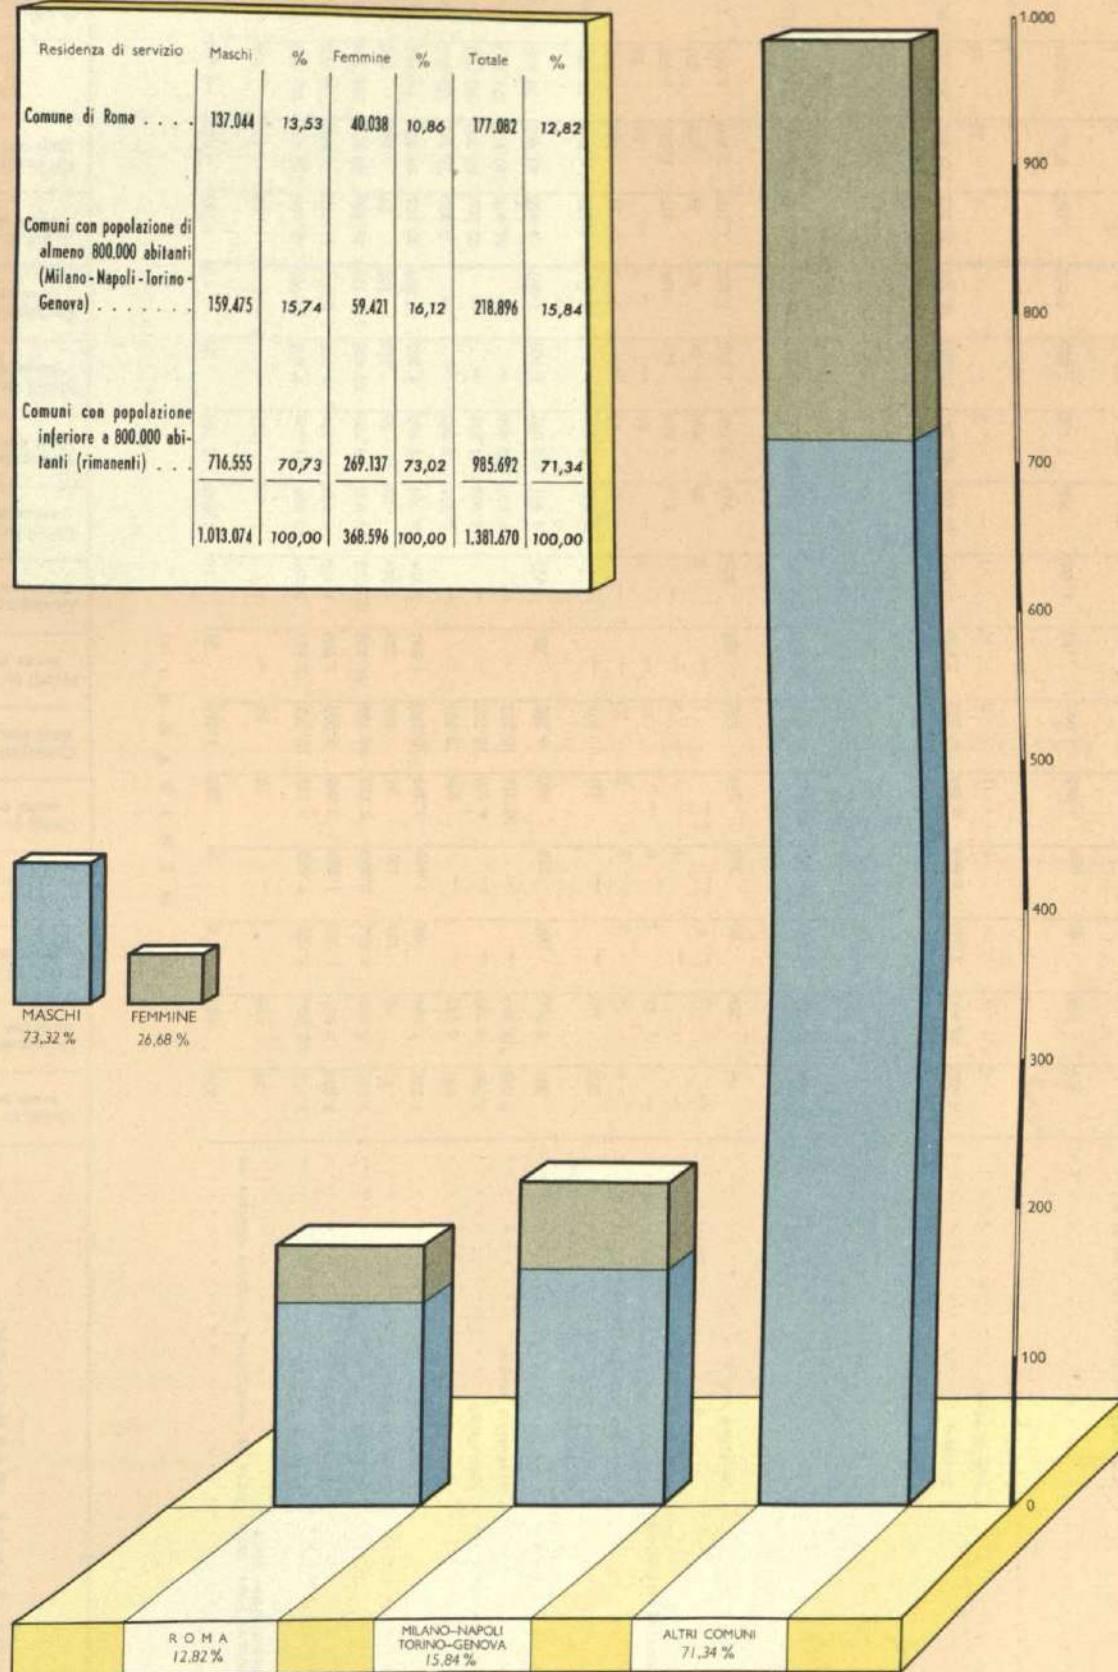 Residenza di servizio Maschi % Femmine % Totale %
Comune di Roma . . . . 137.044 13,53 40.038 10,86 177.082 12,82
Comuni con popolazione di
almeno 800.000 abitanti
(Milano - Napoli - Torino -
Genova) . . . . . . . 159.475 15,74 59.421 16,12 218.896 15,84
Comuni con popolazione
inferiore a 800.000 abi-
tanti (rimanenti) . . . 716.555 70,73 269.137 73,02 985.692 71,34
1.013.074 100,00 368.596 100,00 1.381.670 100,00
1.000
900
800
700
600
500
400
300
200
100
0
MASCHI
73,32 %
FEMMINE
26,68 %
ROMA
12,82 %
MILANO–NAPOLI
TORINO–GENOVA
15,84 %
ALTRI COMUNI
71,34 %